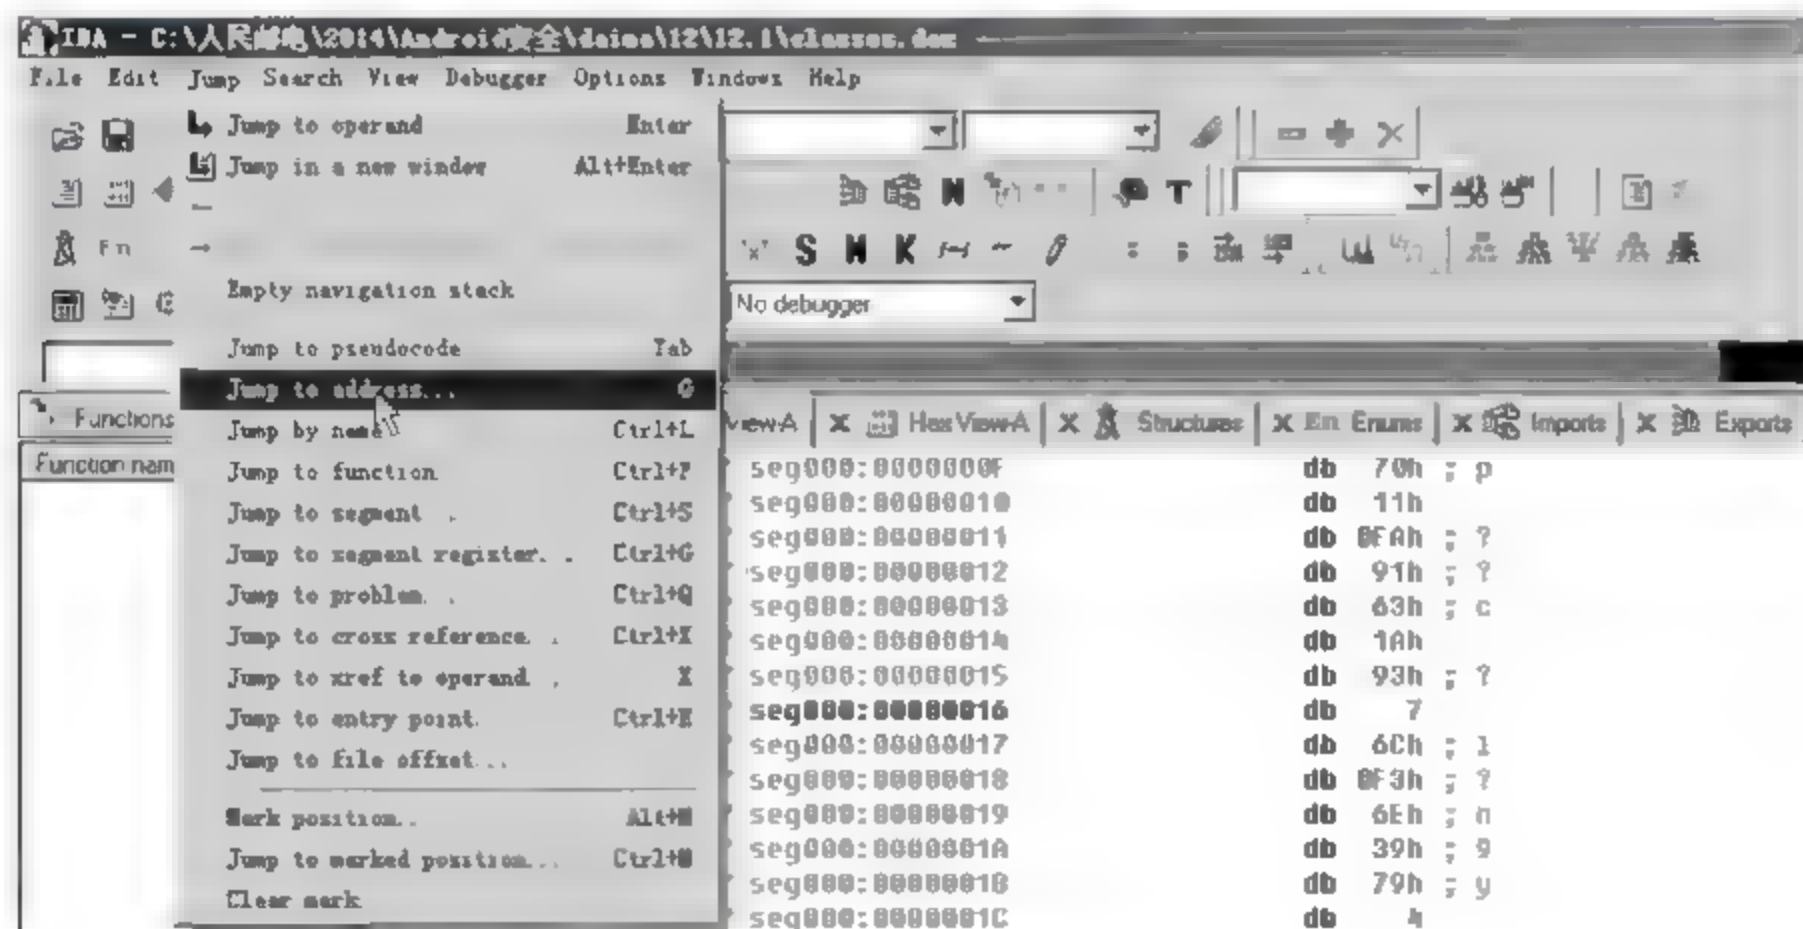 IDA - C:\人民邮电\2014\Android安全\daima\12\12.1\classes.dex
File Edit Jump Search View Debugger Options Windows Help
Jump to operand Enter
Jump in a new window Alt+Enter
Empty navigation stack
No debugger
Jump to pseudocode Tab
Jump to address... G
Functions
View-A Hex View-A Structures En Enums Imports Exports
Jump by name Ctrl+L
Function nam
Jump to function Ctrl+P
Jump to segment . Ctrl+S
Jump to segment register. . Ctrl+G
Jump to problem. . Ctrl+Q
Jump to cross reference . Ctrl+X
Jump to xref to operand . X
Jump to entry point. Ctrl+E
Jump to file offset...
Mark position.. Alt+M
Jump to marked position... Ctrl+M
Clear mark
seg000:0000000F db 70h ; p
seg000:00000010 db 11h
seg000:00000011 db 0FAh ; ?
seg000:00000012 db 91h ; ?
seg000:00000013 db 63h ; c
seg000:00000014 db 1Ah
seg000:00000015 db 93h ; ?
seg000:00000016 db 7
seg000:00000017 db 6Ch ; l
seg000:00000018 db 0F3h ; ?
seg000:00000019 db 6Eh ; n
seg000:0000001A db 39h ; 9
seg000:0000001B db 79h ; y
seg000:0000001C db 4